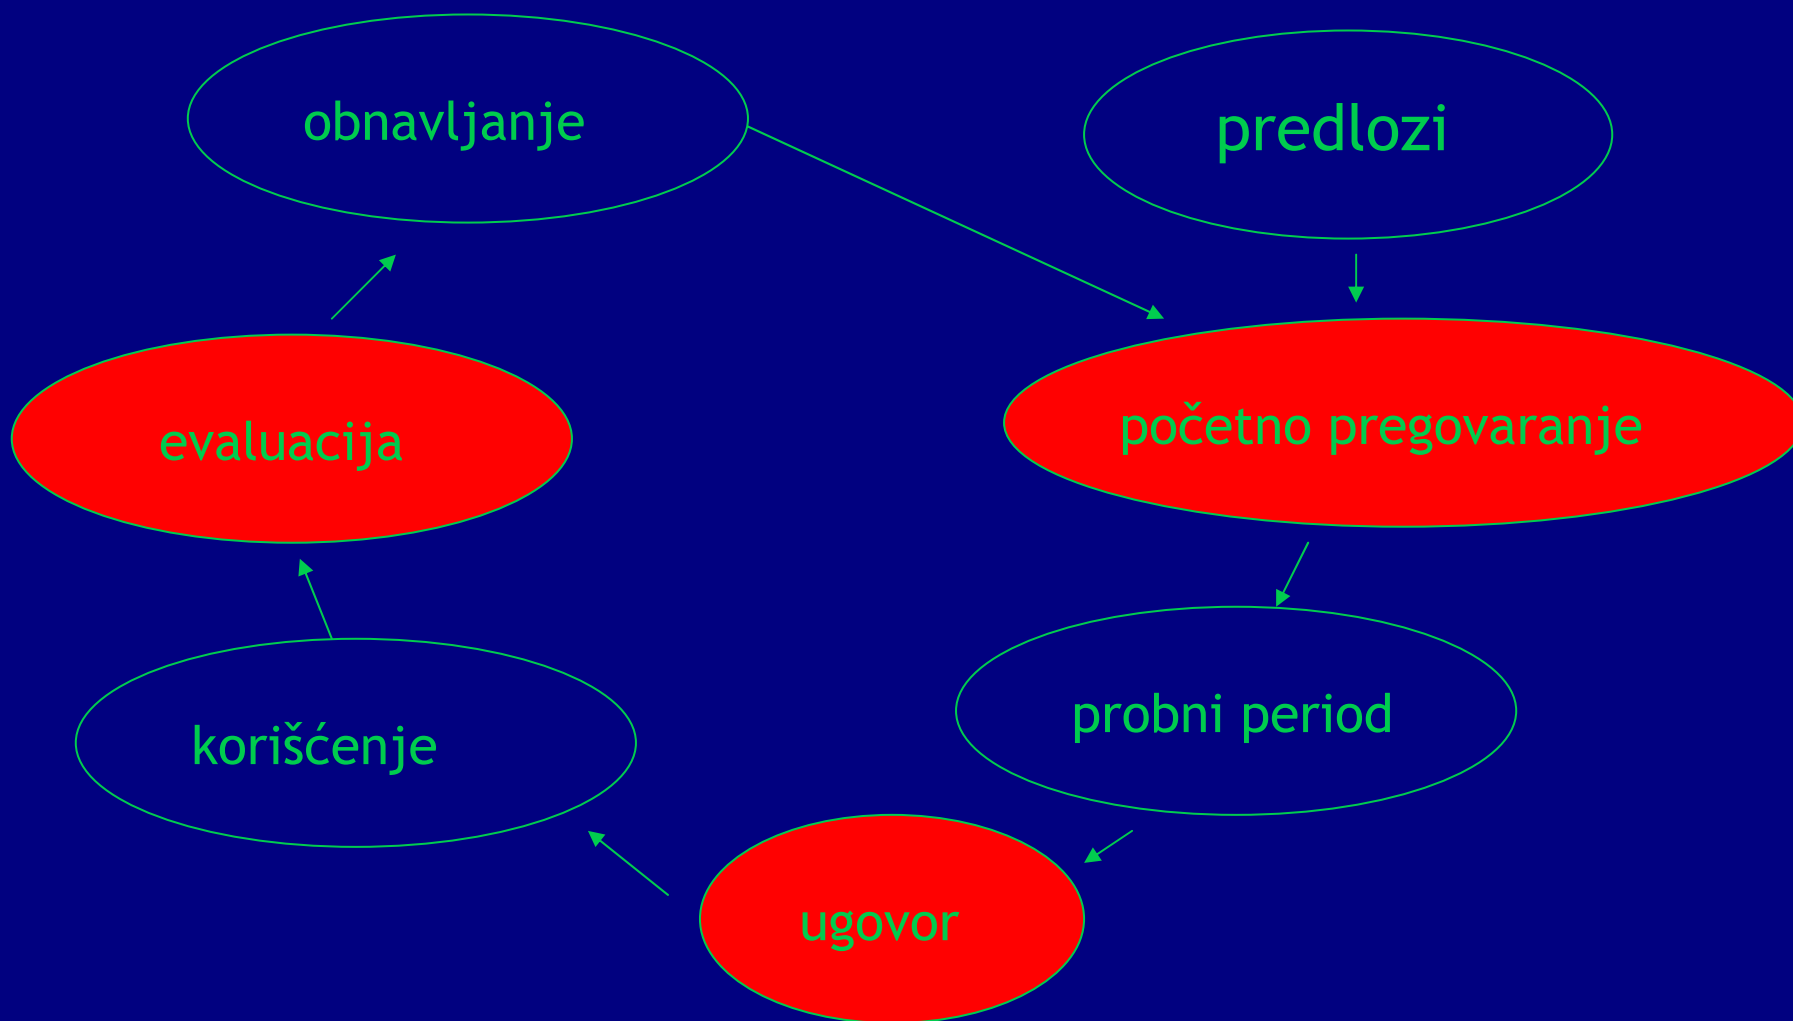 obnavljanje
predlozi
evaluacija
početno pregovaranje
korišćenje
probni period
ugovor